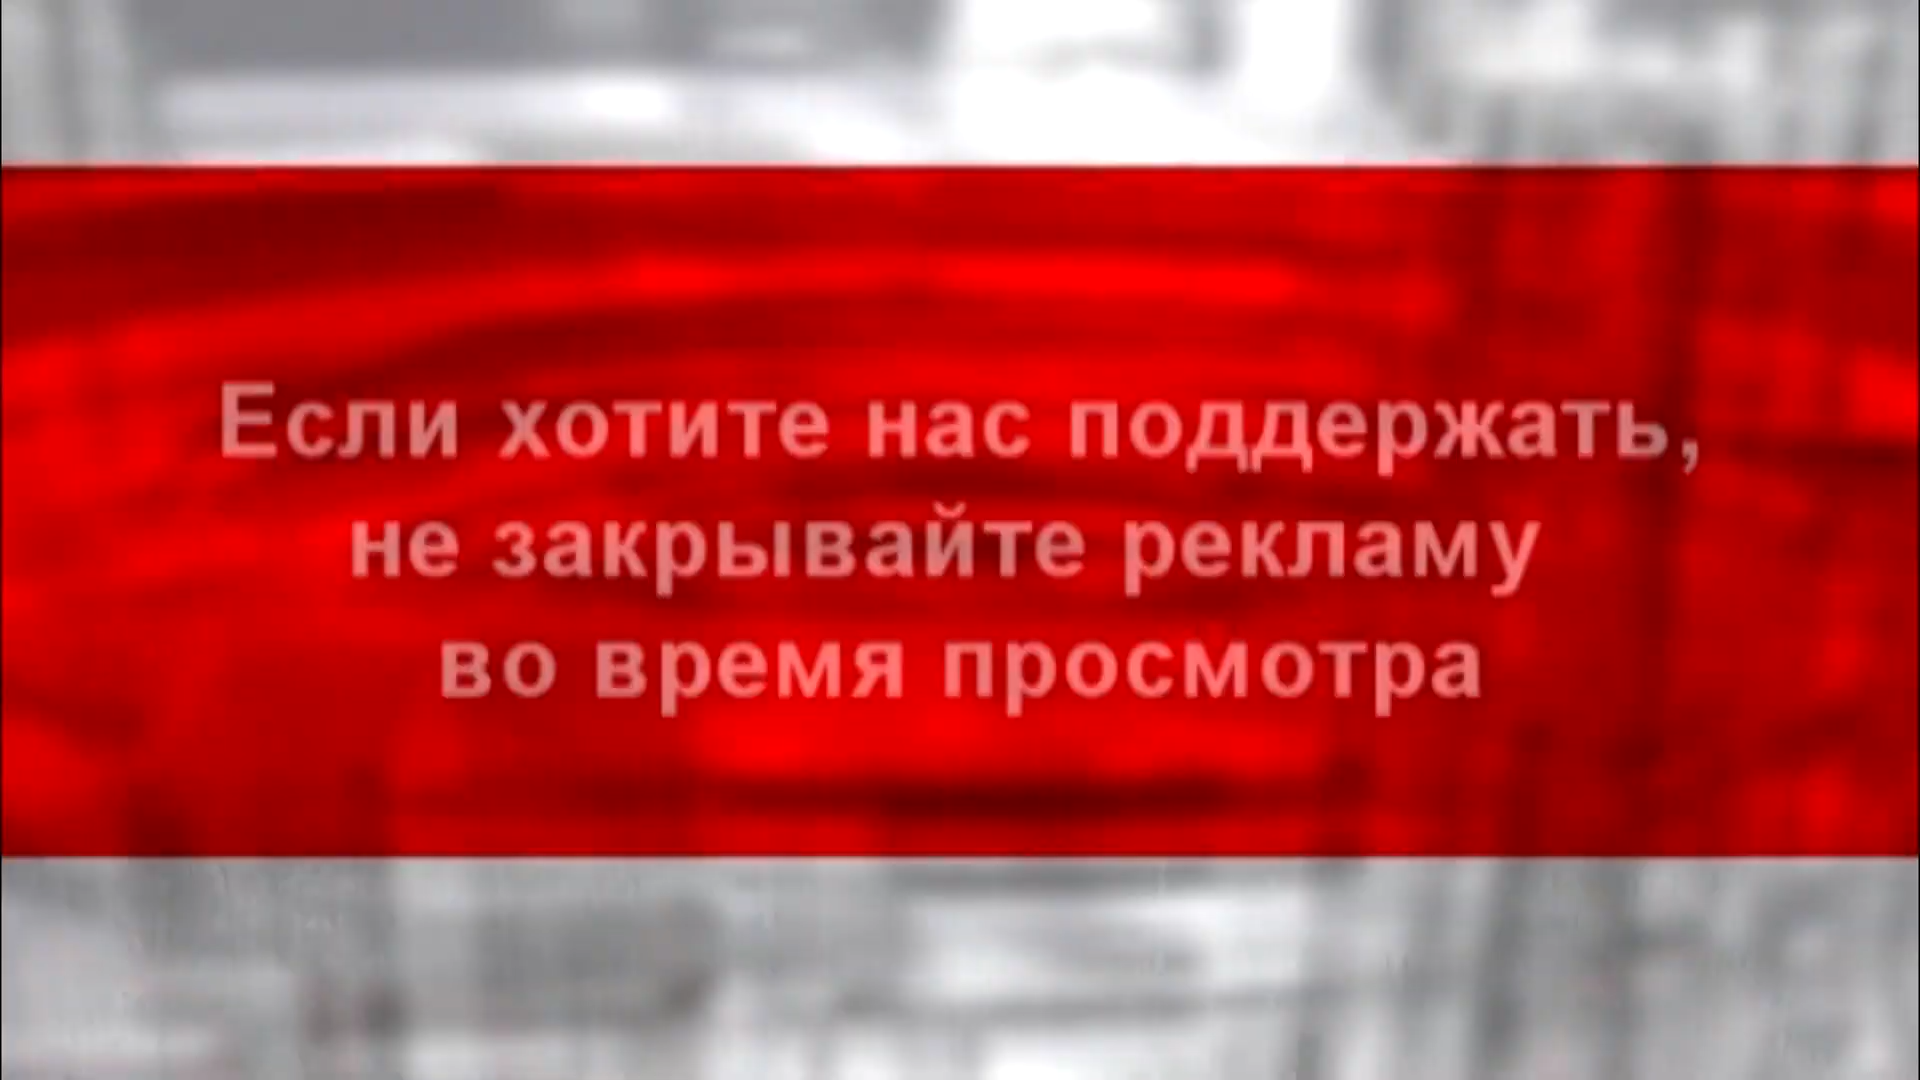 Если хотите нас поддержать,
не закрывайте рекламу
во время просмотра